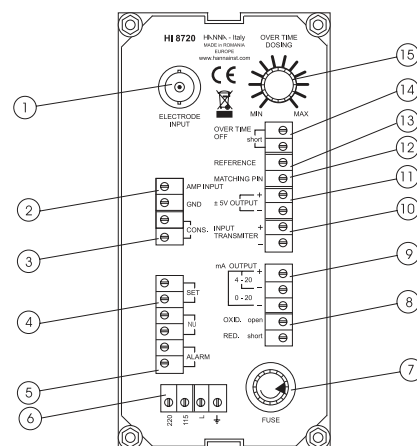 HI 8720
HANNA - Italy
MADE in ROMANIA
EUROPE
www.hannainst.com
CE
ELECTRODE
INPUT
OVER TIME
DOSING
MIN
MAX
OVER TIME
OFF
short
REFERENCE
MATCHING PIN
+
± 5V OUTPUT
−
INPUT
TRANSMITER
+
−
AMP INPUT
GND
CONS.
mA OUTPUT
+
4 - 20
−
0 - 20
−
OXID. open
RED. short
SET
NU
ALARM
220
115
L
FUSE
1
2
3
4
5
6
7
8
9
10
11
12
13
14
15